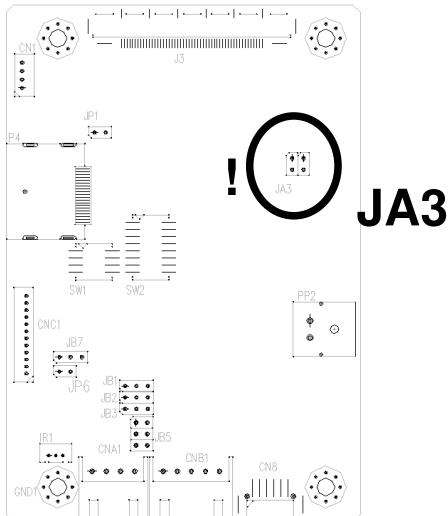 CN1
J3
JP1
P4
!
JA3
JA3
SW1
SW2
PP2
CNC1
JB7
JP6
JB1
JB2
JB3
JB5
IR1
CNA1
CNB1
CN8
GND1